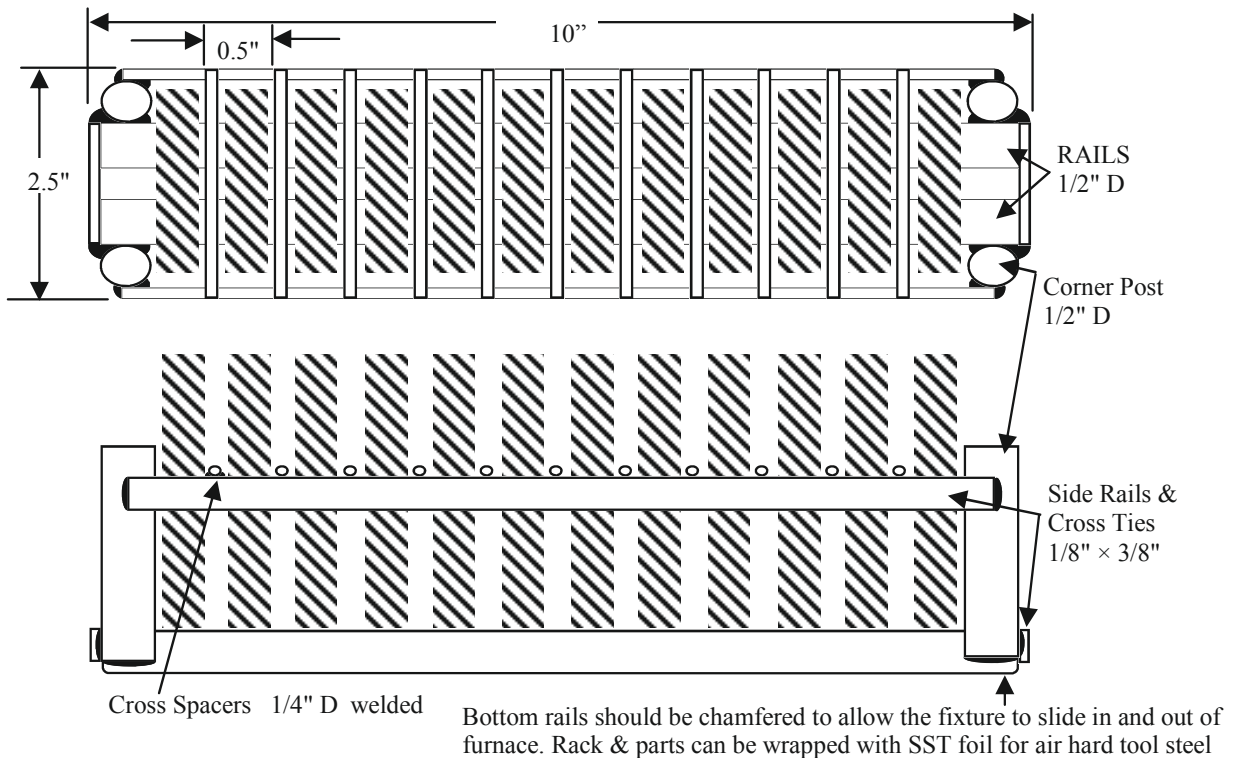 10”
0.5"
2.5"
RAILS
1/2" D
Corner Post
1/2" D
Side Rails &
Cross Ties
1/8" × 3/8"
Cross Spacers 1/4" D welded
Bottom rails should be chamfered to allow the fixture to slide in and out of
furnace. Rack & parts can be wrapped with SST foil for air hard tool steel